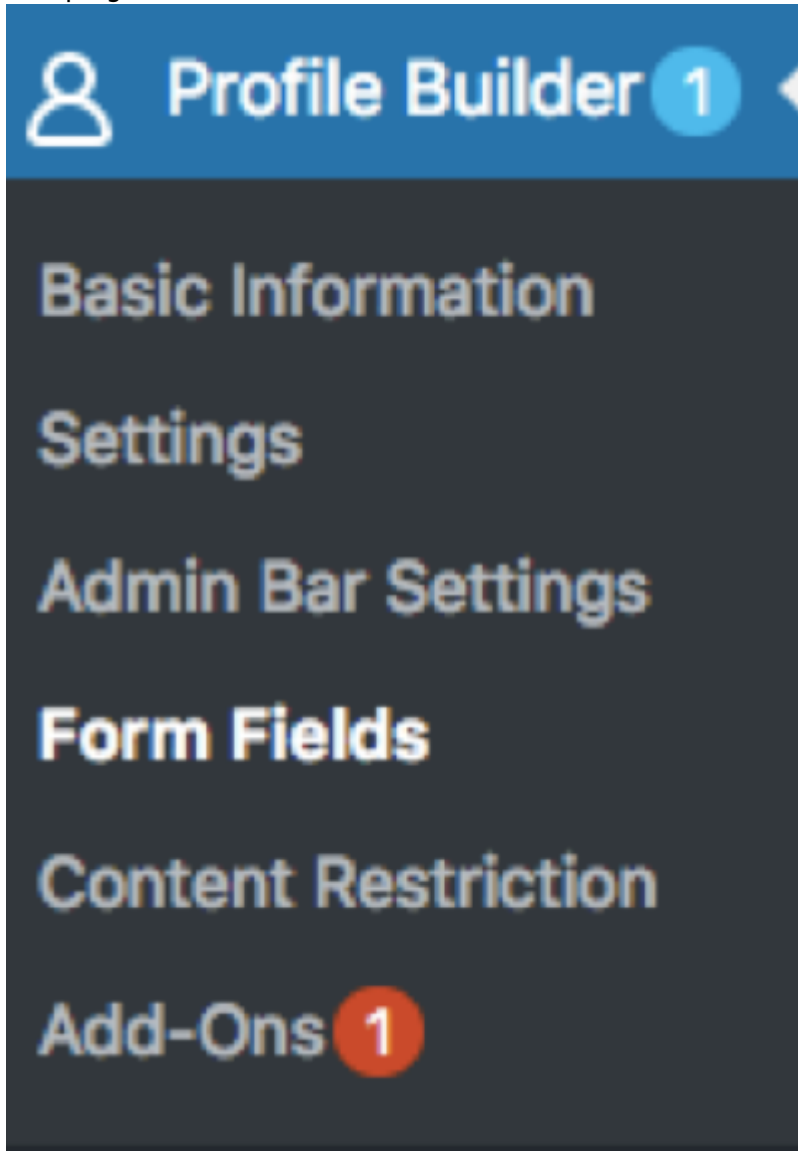 Profile Builder 1
Basic Information
Settings
Admin Bar Settings
Form Fields
Content Restriction
Add-Ons 1